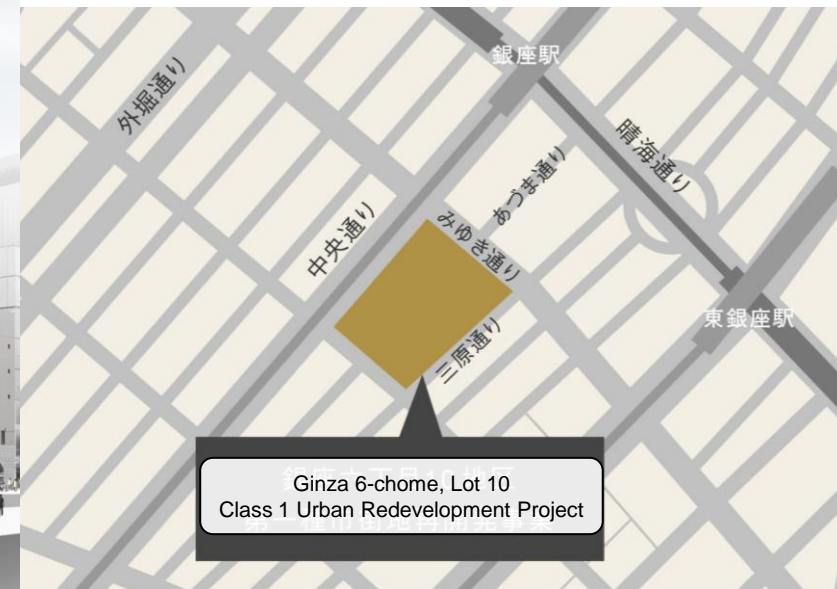 銀座駅
外堀通り
晴海通り
あづま通り
みゆき通り
中央通り
東銀座駅
三原通り
Ginza 6-chome, Lot 10
Class 1 Urban Redevelopment Project